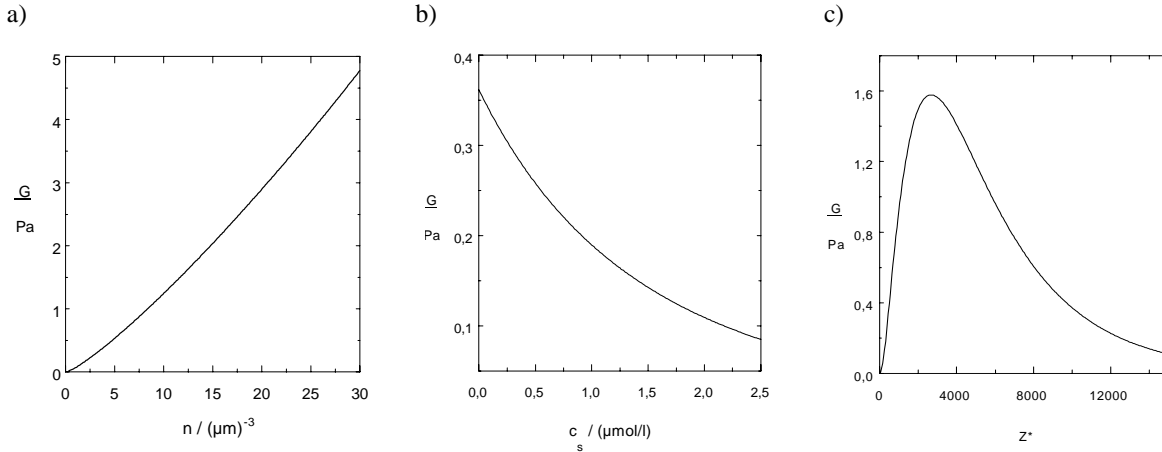 a)
5
4
3
2
1
0
G
Pa
0 5 10 15 20 25 30
n / (µm)-3
b)
0,4
0,3
0,2
0,1
G
Pa
0,0 0,5 1,0 1,5 2,0 2,5
c s / (µmol/l)
c)
1,6
1,2
0,8
0,4
0,0
G
Pa
0 4000 8000 12000
Z*